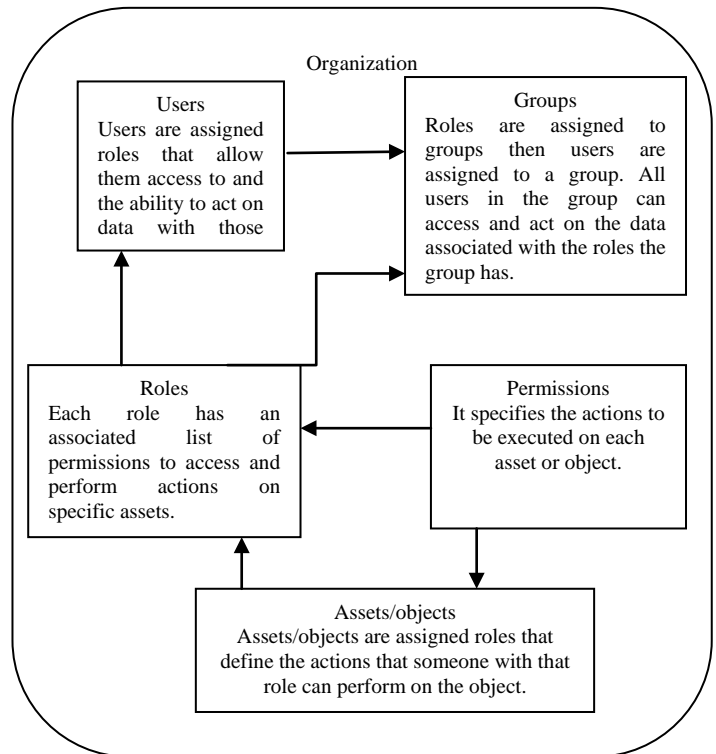 Organization
Users
Users are assigned
roles that allow
them access to and
the ability to act on
data with those
Groups
Roles are assigned to
groups then users are
assigned to a group. All
users in the group can
access and act on the data
associated with the roles the
group has.
Roles
Each role has an
associated list of
permissions to access and
perform actions on
specific assets.
Permissions
It specifies the actions to
be executed on each
asset or object.
Assets/objects
Assets/objects are assigned roles that
define the actions that someone with that
role can perform on the object.